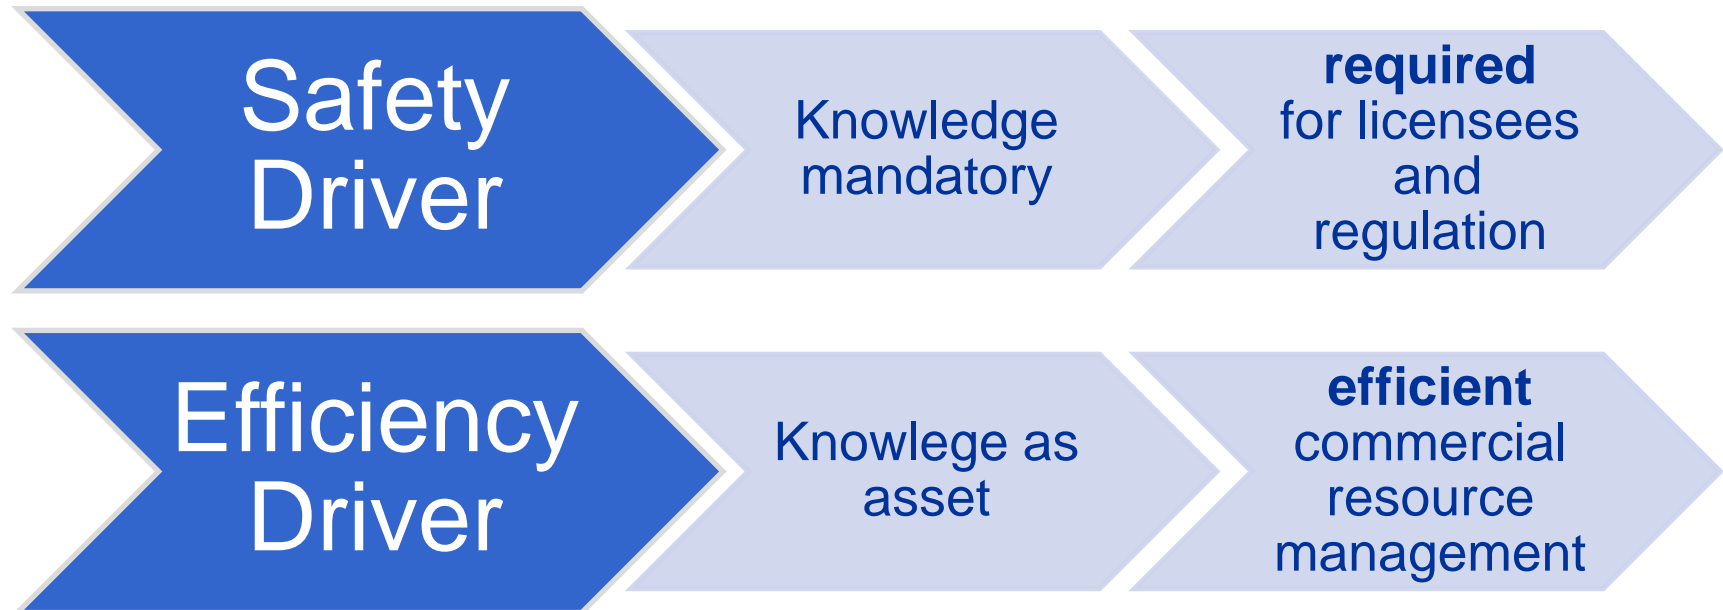 Safety
Driver
Knowledge
mandatory
required
for licensees
and
regulation
Efficiency
Driver
Knowlege as
asset
efficient
commercial
resource
management